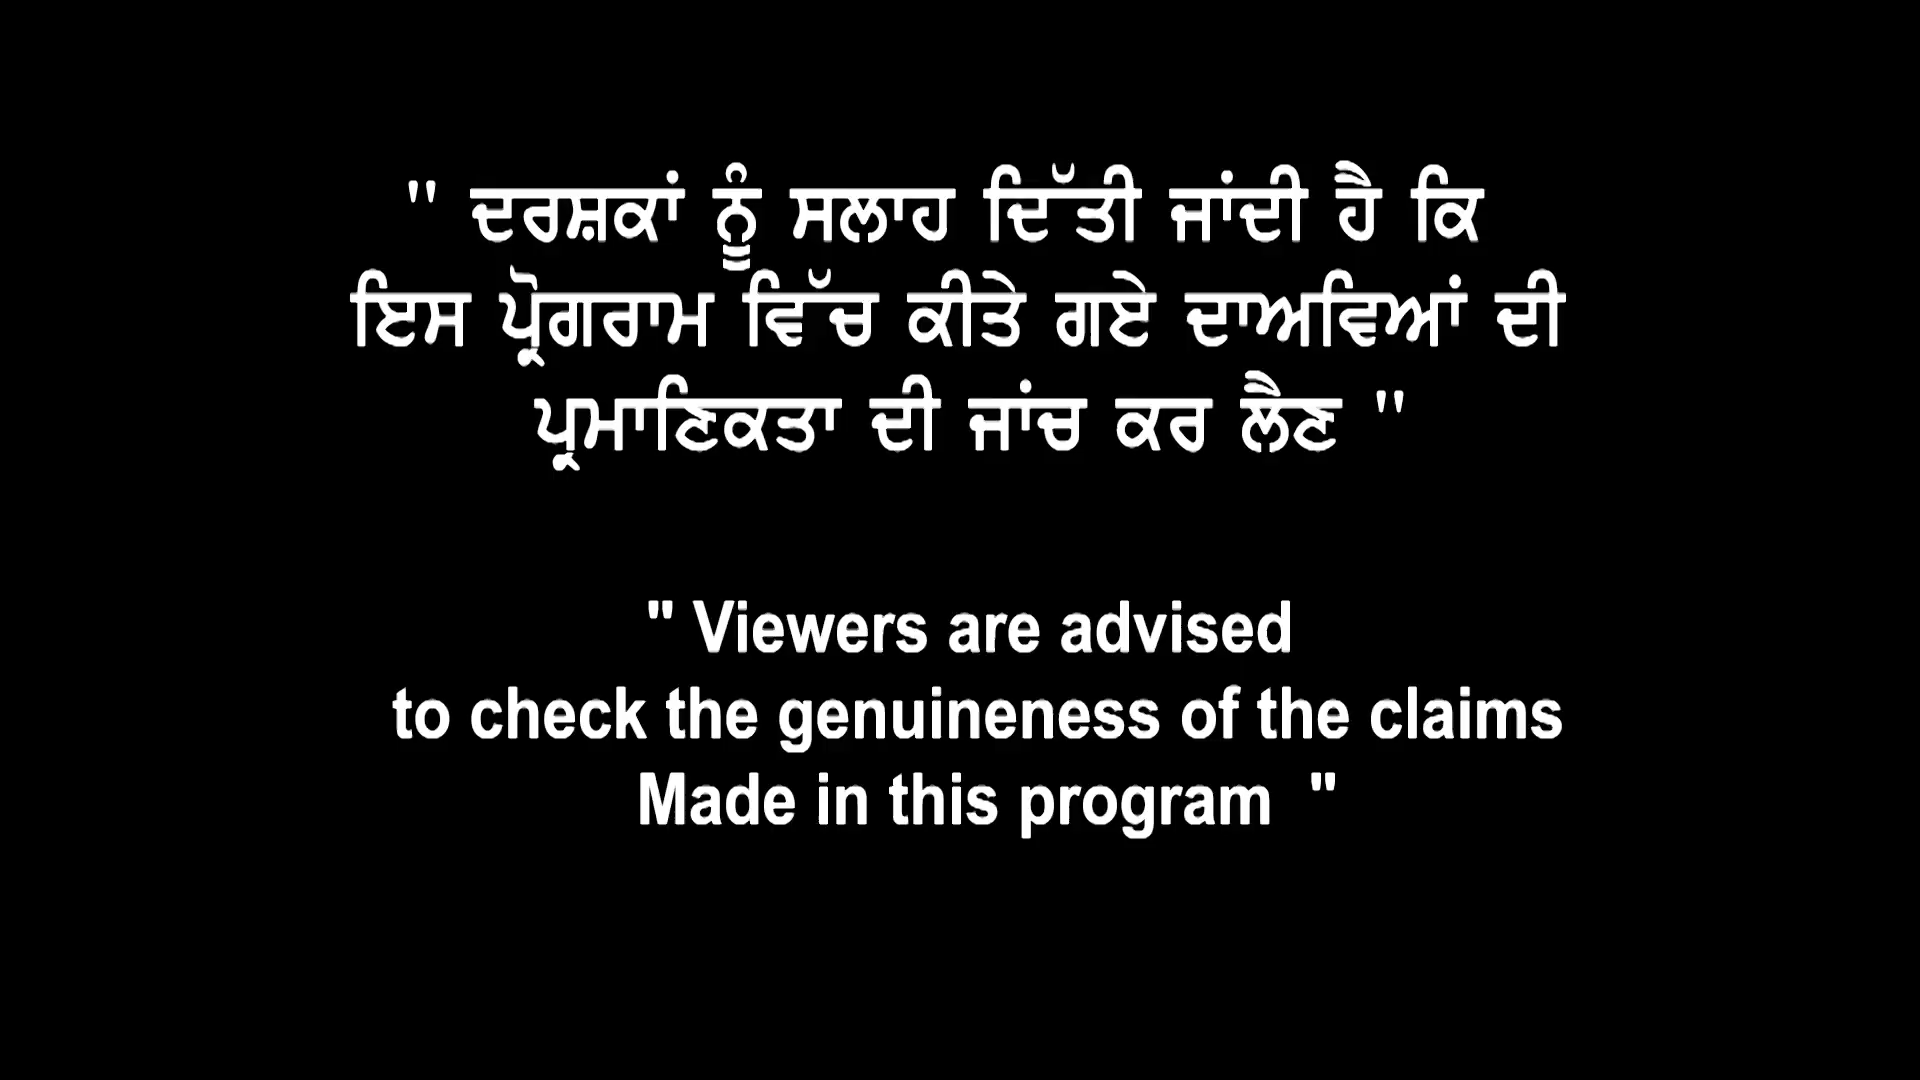 " ਦਰਸ਼ਕਾਂ ਨੂੰ ਸਲਾਹ ਦਿੱਤੀ ਜਾਂਦੀ ਹੈ ਕਿ
ਇਸ ਪ੍ਰੋਗਰਾਮ ਵਿੱਚ ਕੀਤੇ ਗਏ ਦਾਅਵਿਆਂ ਦੀ
ਪ੍ਰਮਾਣਿਕਤਾ ਦੀ ਜਾਂਚ ਕਰ ਲੈਣ "
" Viewers are advised
to check the genuineness of the claims
Made in this program "